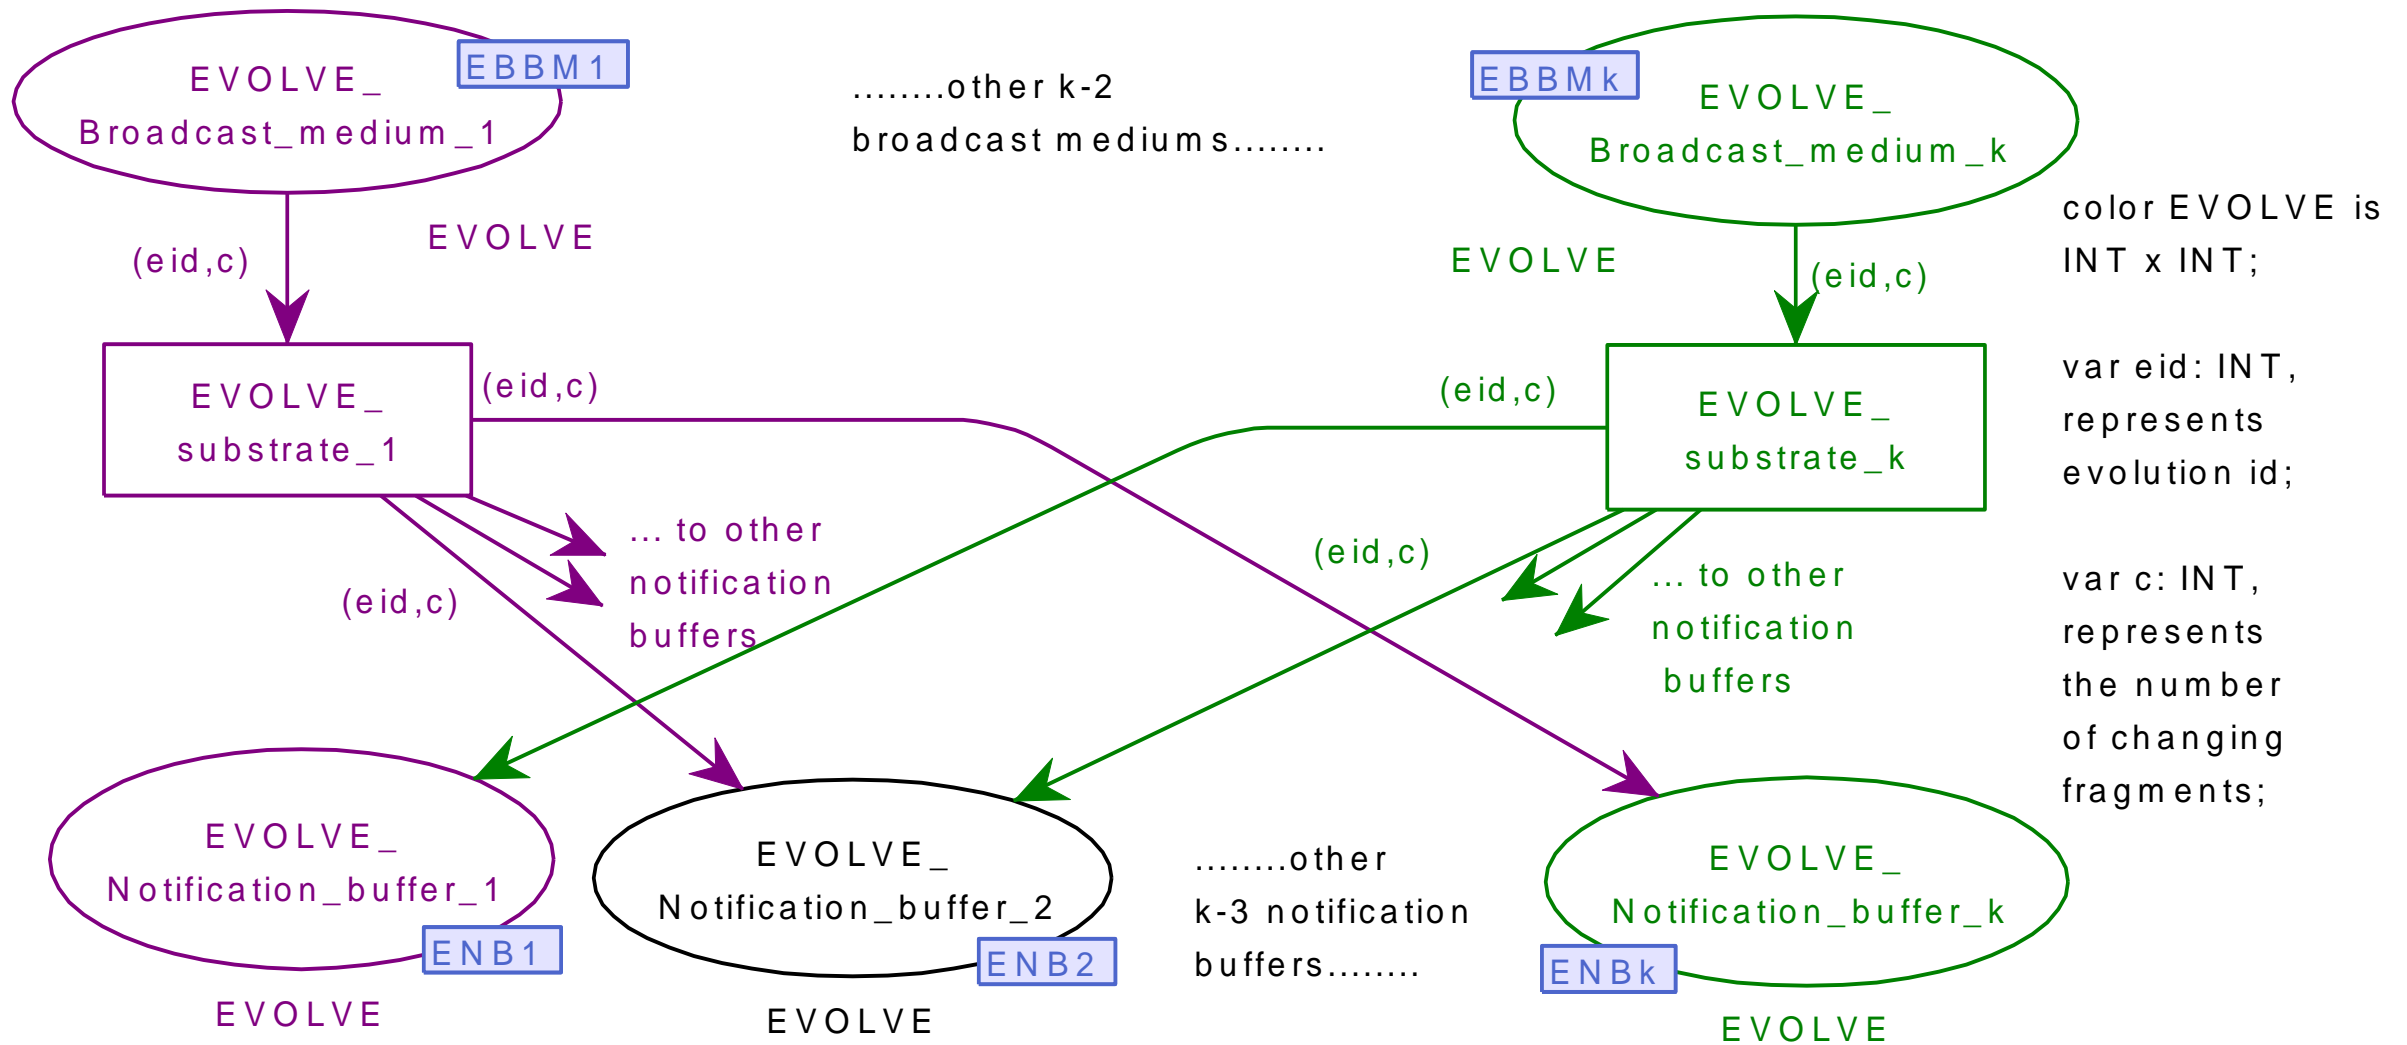 EVOLVE_
Broadcast_medium_1
EBBM1
........other k-2
broadcast mediums........
EBBMk
EVOLVE_
Broadcast_medium_k
EVOLVE
(eid,c)
EVOLVE
(eid,c)
color EVOLVE is
INT x INT;
var eid: INT,
represents
evolution id;
var c: INT,
represents
the number
of changing
fragments;
EVOLVE_
substrate_1
(eid,c)
(eid,c)
EVOLVE_
substrate_k
... to other
notification
buffers
(eid,c)
(eid,c)
... to other
notification
buffers
EVOLVE_
Notification_buffer_1
ENB1
EVOLVE
EVOLVE_
Notification_buffer_2
ENB2
EVOLVE
........other
k-3 notification
buffers........
EVOLVE_
Notification_buffer_k
ENBk
EVOLVE